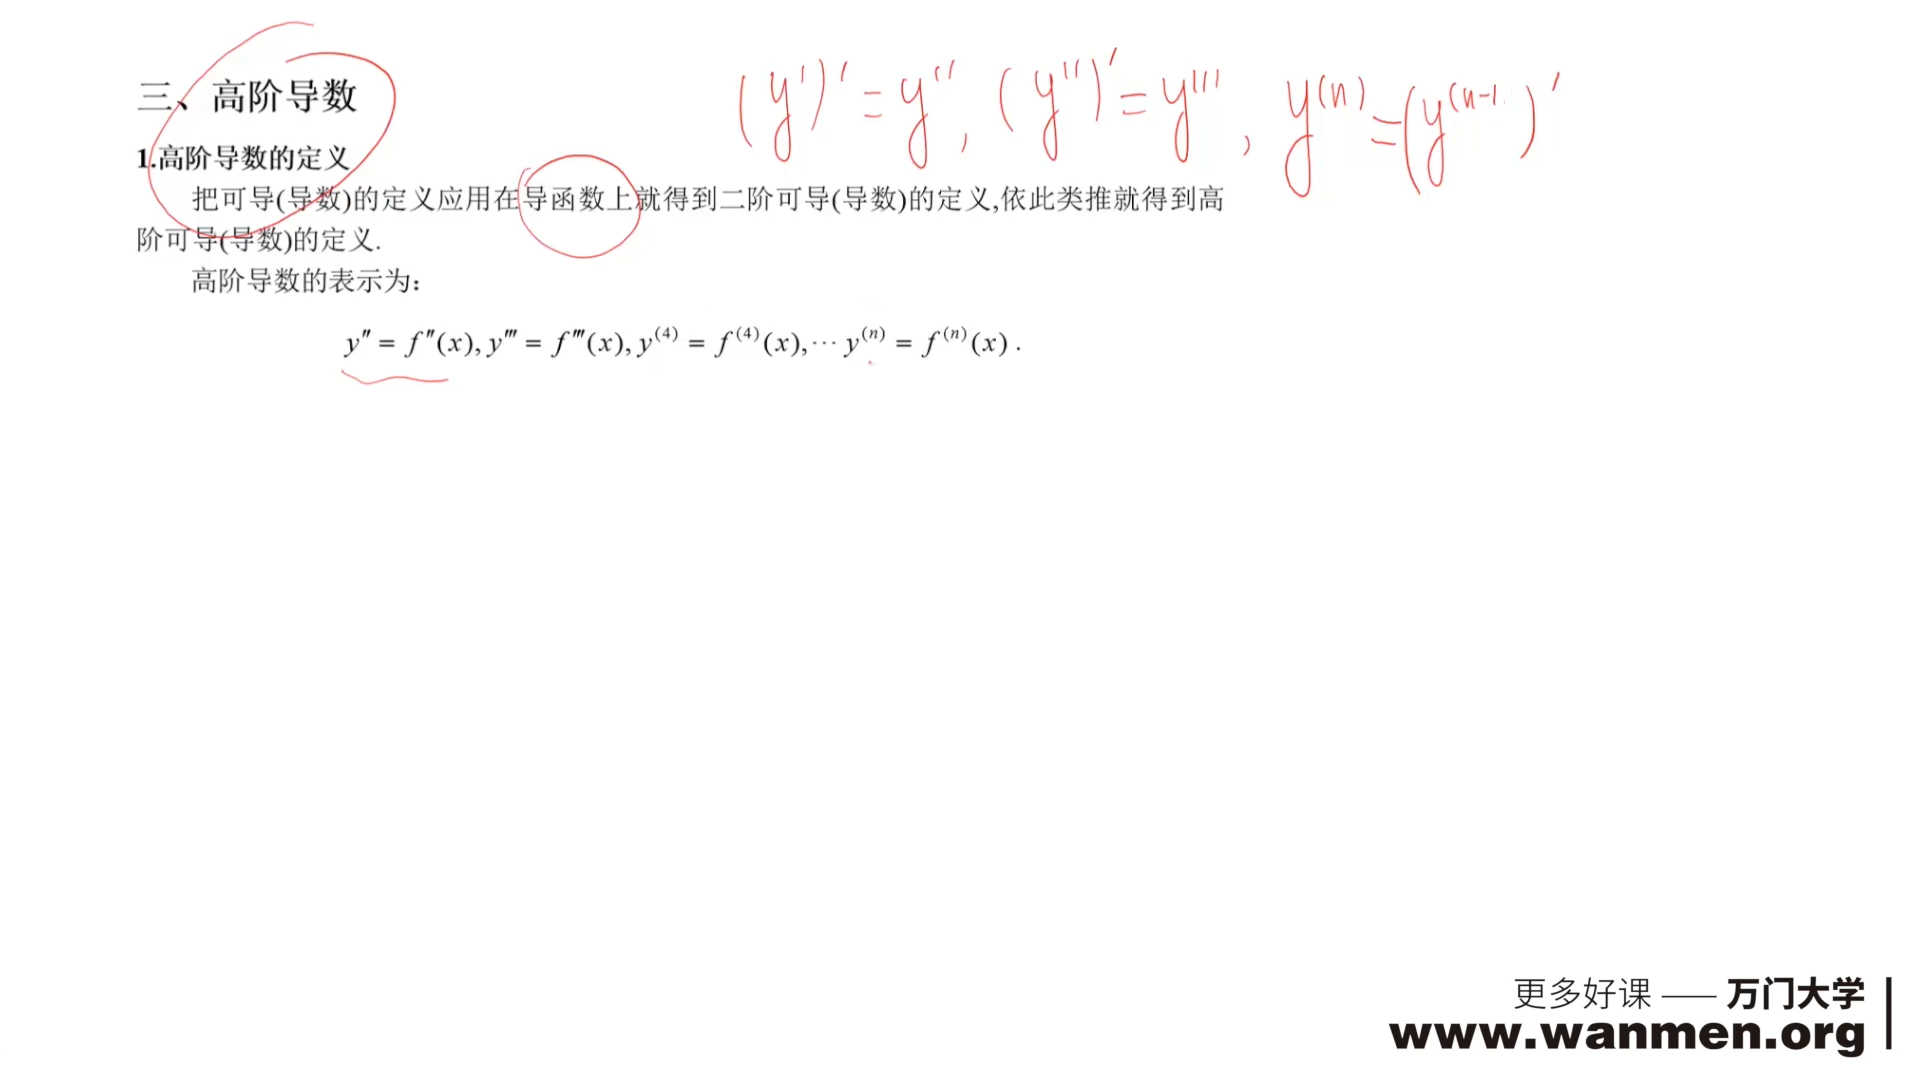 三、高阶导数
(y')' = y'', (y'')' = y''', y^(n) = (y^(n-1)'
1.高阶导数的定义
把可导(导数)的定义应用在导函数上就得到二阶可导(导数)的定义,依此类推就得到高
阶可导(导数)的定义.
高阶导数的表示为：
y″ = f″(x), y‴ = f‴(x), y^(4) = f^(4)(x),⋯ y^(n) = f^(n)(x) .
更多好课 —— 万门大学
www.wanmen.org